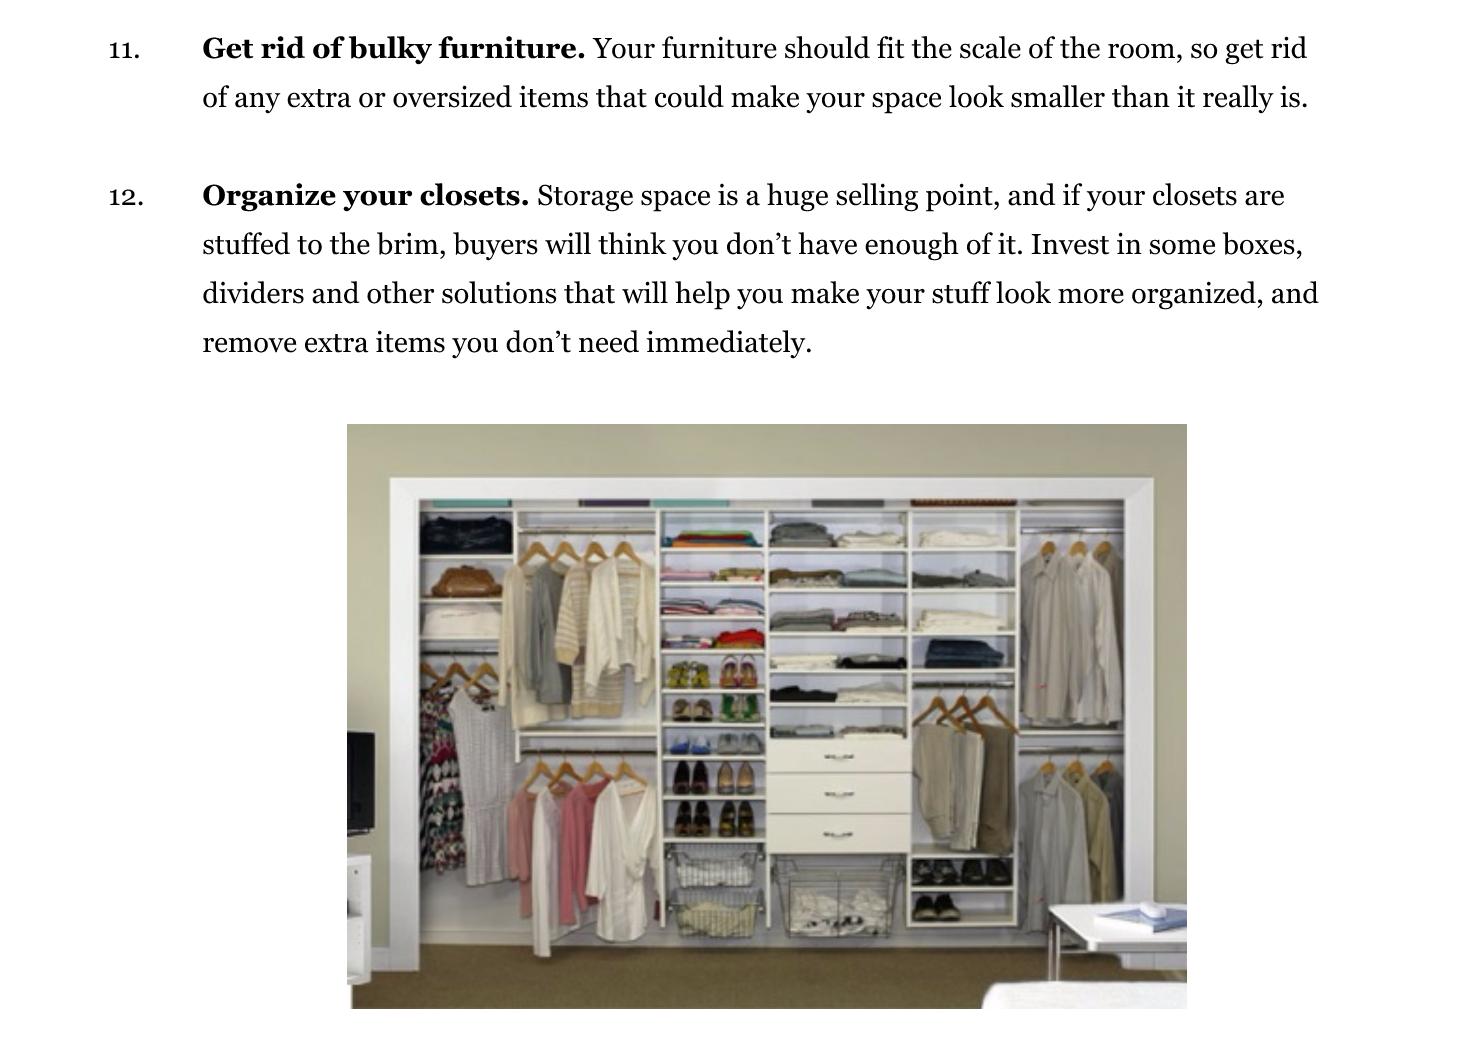 11. Get rid of bulky furniture. Your furniture should fit the scale of the room, so get rid
of any extra or oversized items that could make your space look smaller than it really is.
12. Organize your closets. Storage space is a huge selling point, and if your closets are
stuffed to the brim, buyers will think you don’t have enough of it. Invest in some boxes,
dividers and other solutions that will help you make your stuff look more organized, and
remove extra items you don’t need immediately.